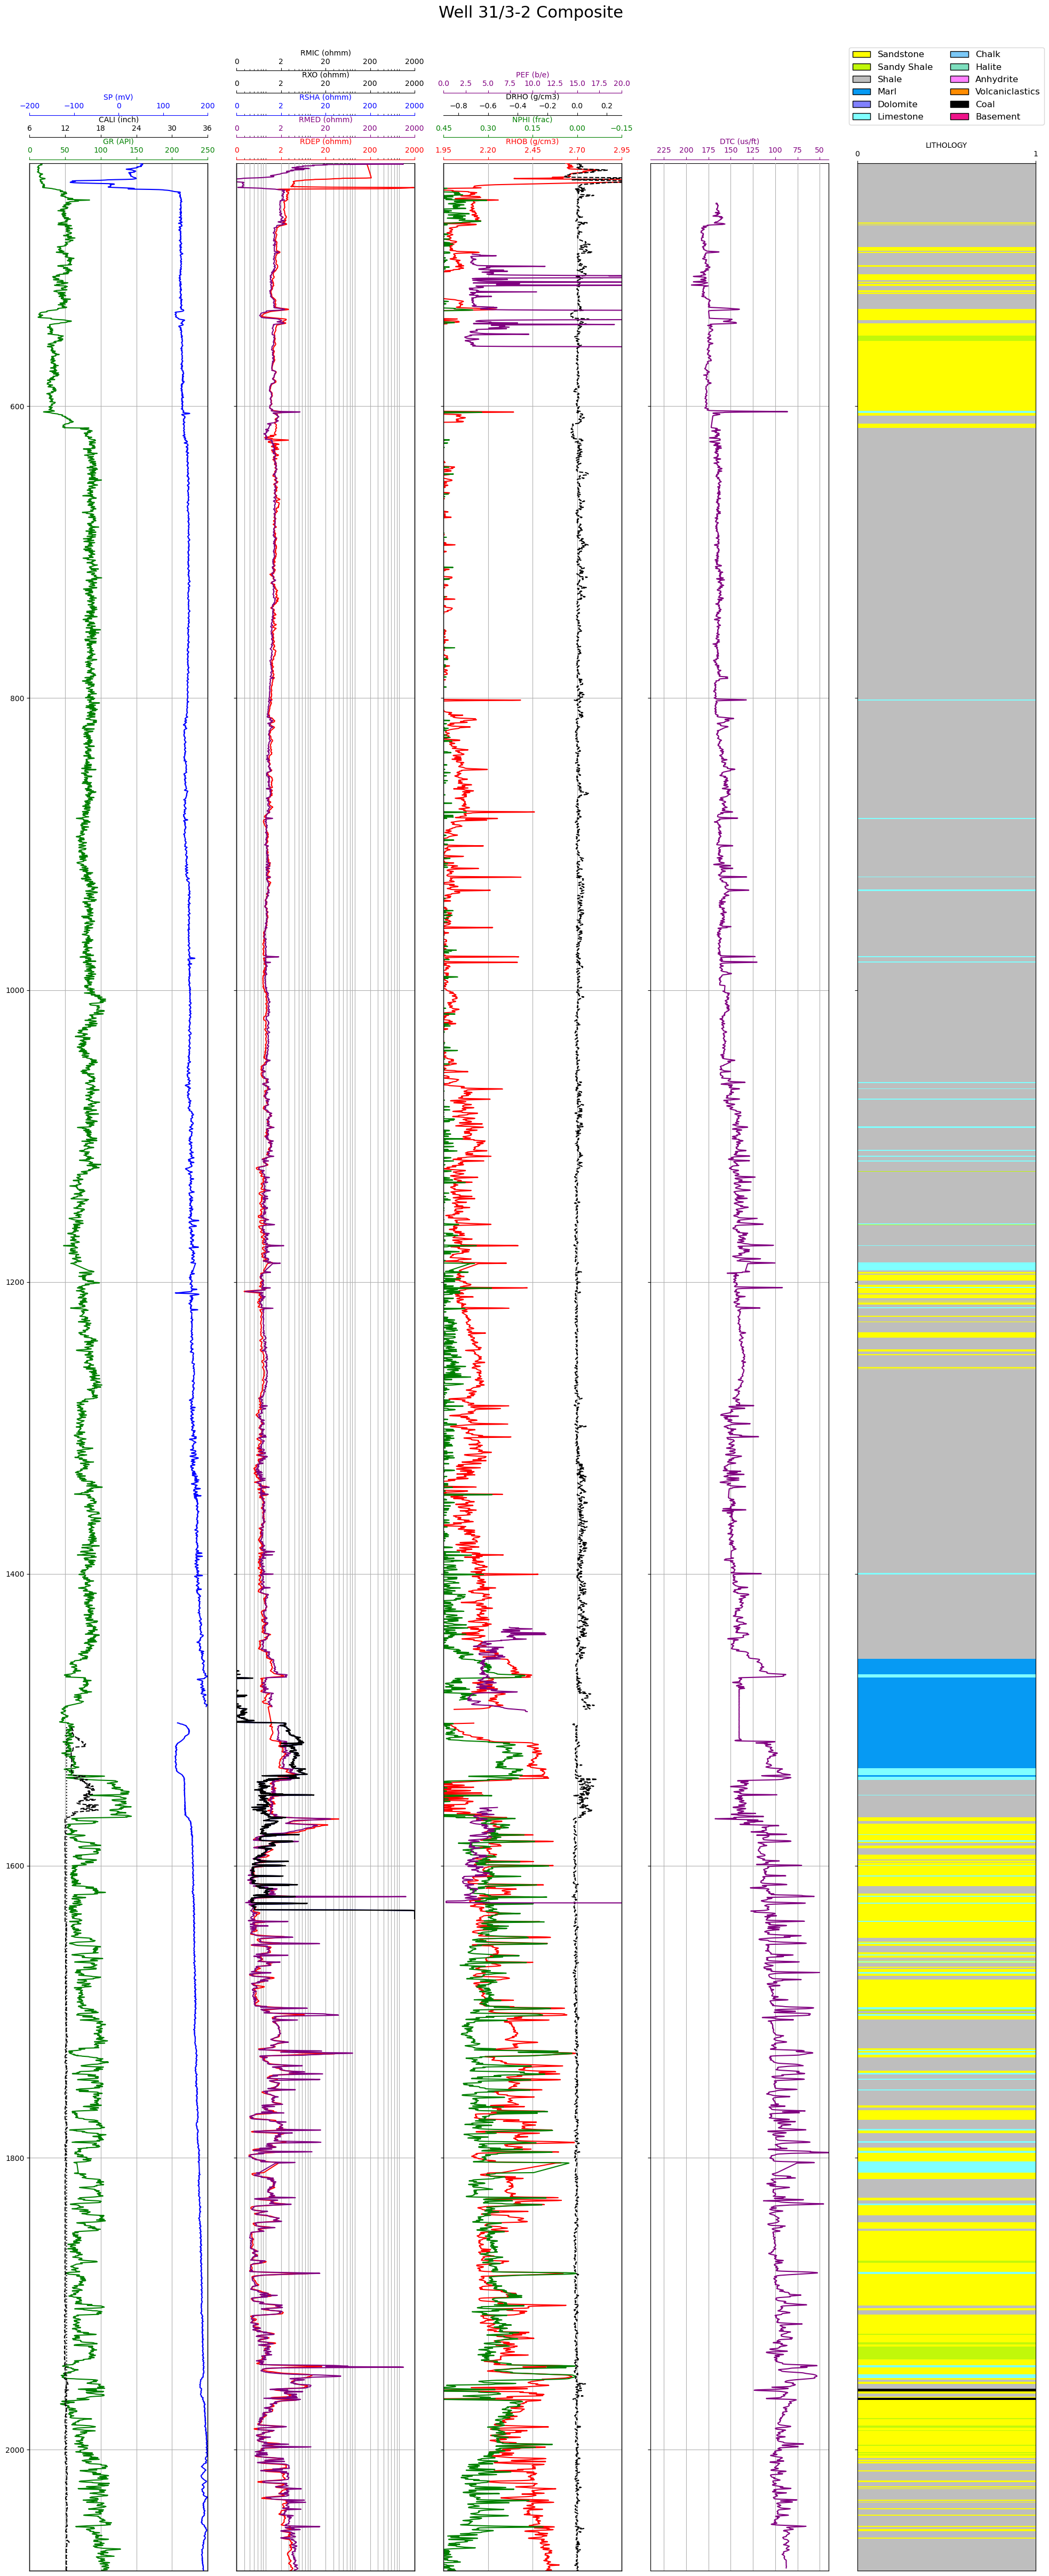 Well 31/3-2 Composite
Sandstone Chalk
Sandy Shale Halite
Shale Anhydrite
Marl Volcaniclastics
Dolomite Coal
Limestone Basement
RMIC (ohmm)
0 2 20 200 2000
RXO (ohmm)
0 2 20 200 2000
PEF (b/e)
0.0 2.5 5.0 7.5 10.0 12.5 15.0 17.5 20.0
SP (mV)
−200 −100 0 100 200
RSHA (ohmm)
0 2 20 200 2000
DRHO (g/cm3)
−0.8 −0.6 −0.4 −0.2 0.0 0.2
CALI (inch)
6 12 18 24 30 36
RMED (ohmm)
0 2 20 200 2000
NPHI (frac)
0.45 0.30 0.15 0.00 −0.15
GR (API)
0 50 100 150 200 250
RDEP (ohmm)
0 2 20 200 2000
RHOB (g/cm3)
1.95 2.20 2.45 2.70 2.95
DTC (us/ft)
225 200 175 150 125 100 75 50
LITHOLOGY
0 1
600
800
1000
1200
1400
1600
1800
2000